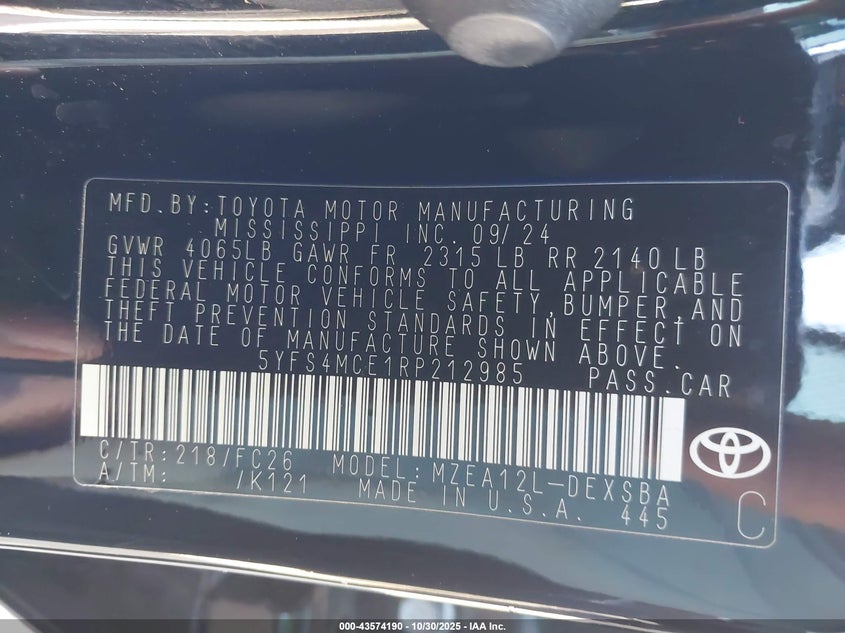 MFD.BY:TOYOTA MOTOR MANUFACTURING
MISSISSIPPI INC. 09/24
GVWR 4065LB GAWR FR 2315 LB RR 2140 LB
THIS VEHICLE CONFORMS TO ALL APPLICABLE
FEDERAL MOTOR VEHICLE SAFETY,BUMPER,AND
THEFT PREVENTION STANDARDS IN EFFECT ON
THE DATE OF MANUFACTURE SHOWN ABOVE.
5YFS4MCE1RP212985 PASS.CAR
C/TR:218/FC26 MODEL:MZEA12L-DEXSBA
A/TM: /K121 MADE IN U.S.A. 445
C
000-43574190 - 10/30/2025 - IAA Inc.